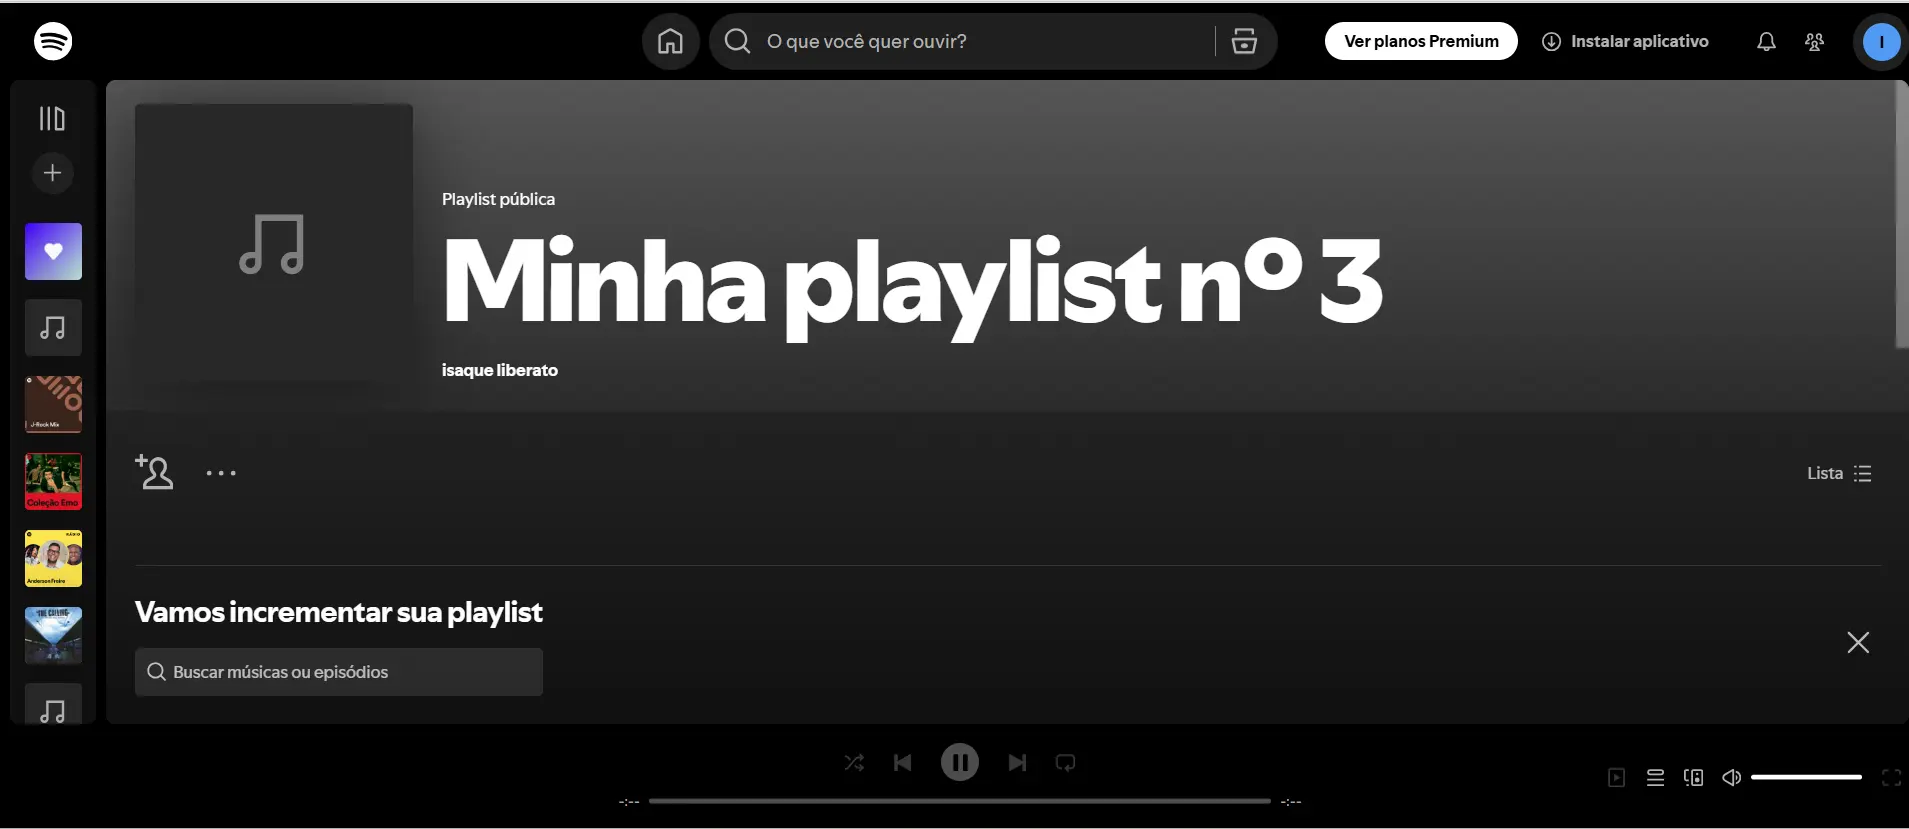 O que você quer ouvir?
Ver planos Premium
Instalar aplicativo
I
Playlist pública
Minha playlist nº 3
isaque liberato
J-Rock Mix
Coleção Emo
RÁDIO
Anderson Freire
THE CALLING
Lista
Vamos incrementar sua playlist
Buscar músicas ou episódios
-:--
-:--